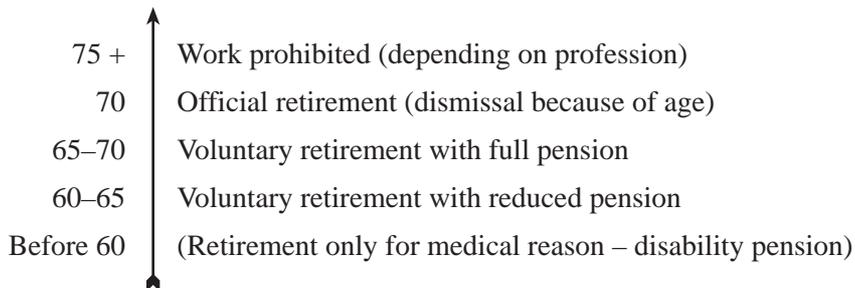 75 + Work prohibited (depending on profession)
70 Official retirement (dismissal because of age)
65–70 Voluntary retirement with full pension
60–65 Voluntary retirement with reduced pension
Before 60 (Retirement only for medical reason – disability pension)